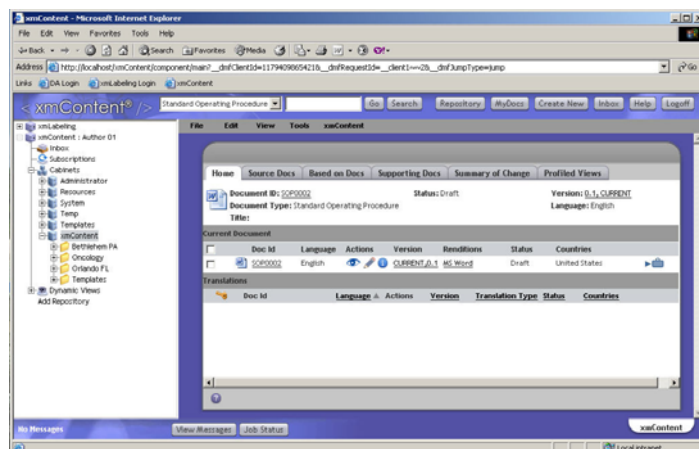 xmContent - Microsoft Internet Explorer
File Edit View Favorites Tools Help
Back Search Favorites Media
Address http://localhost/xmContent/component/main?__dmfClientId=1179409865421&__dmfRequestId=__client1~~2&__dmfJumpType=jump Go
Links DA Login xmLabeling Login xmContent
< xmContent® /> Standard Operating Procedure Go Search Repository MyDocs Create New Inbox Help Logoff
File Edit View Tools xmContent
xmLabeling
xmContent : Author 01
Inbox
Subscriptions
Cabinets
Administrator
Resources
System
Temp
Templates
xmContent
Bethlehem PA
Oncology
Orlando FL
Templates
Dynamic Views
Add Repository
Home Source Docs Based on Docs Supporting Docs Summary of Change Profiled Views
Document ID: SOP0002 Status: Draft Version: 0.1, CURRENT
Document Type: Standard Operating Procedure Language: English
Title:
Current Document
Doc Id Language Actions Version Renditions Status Countries
SOP0002 English CURRENT,0.1 MS Word Draft United States
Translations
Doc Id Language Actions Version Translation Type Status Countries
No Messages View Messages Job Status xmContent
Local intranet